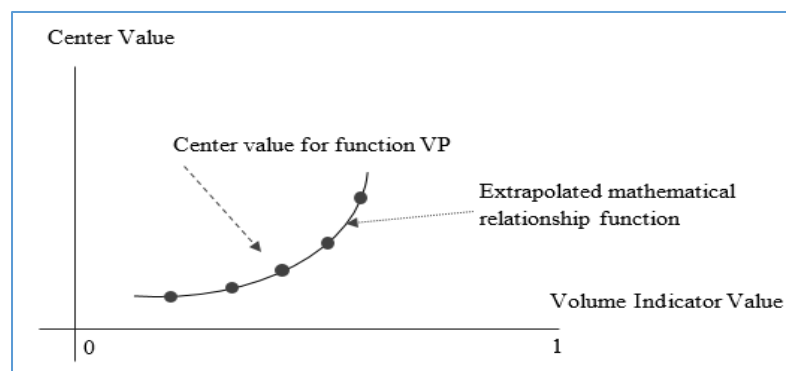 Center Value
Center value for function VP
Extrapolated mathematical
relationship function
Volume Indicator Value
0
1